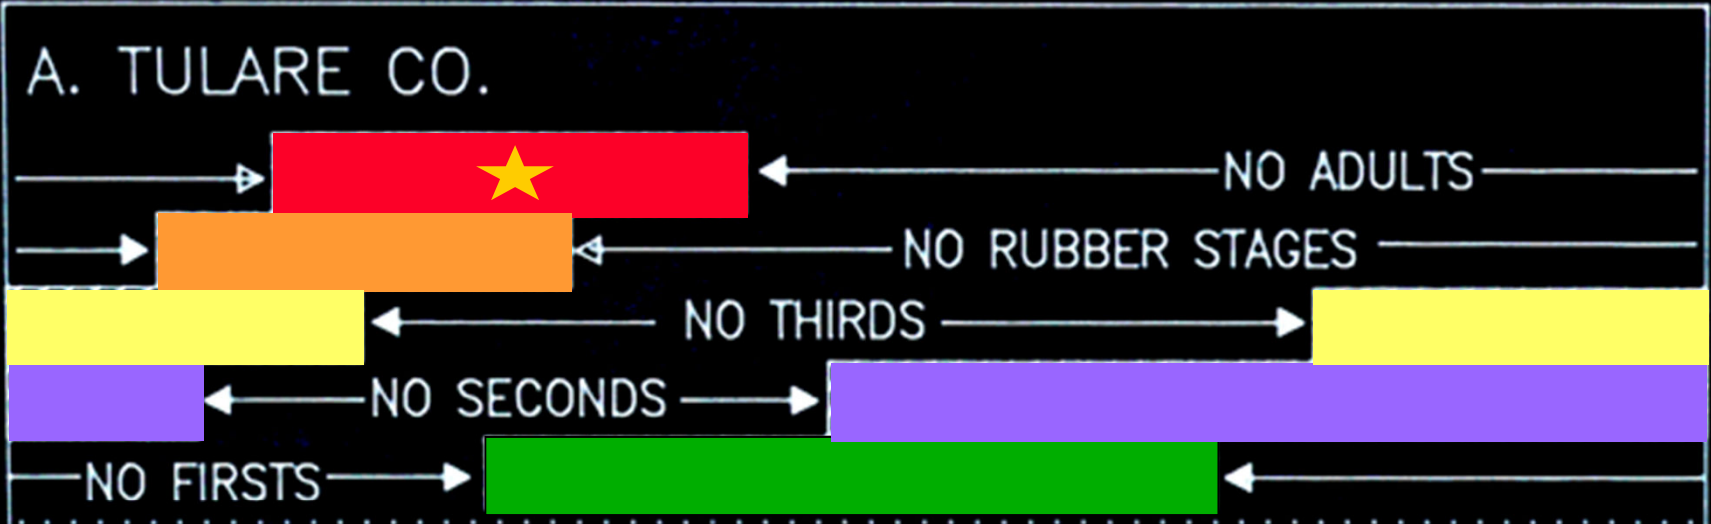 A. TULARE CO.
NO ADULTS
NO RUBBER STAGES
NO THIRDS
NO SECONDS
NO FIRSTS